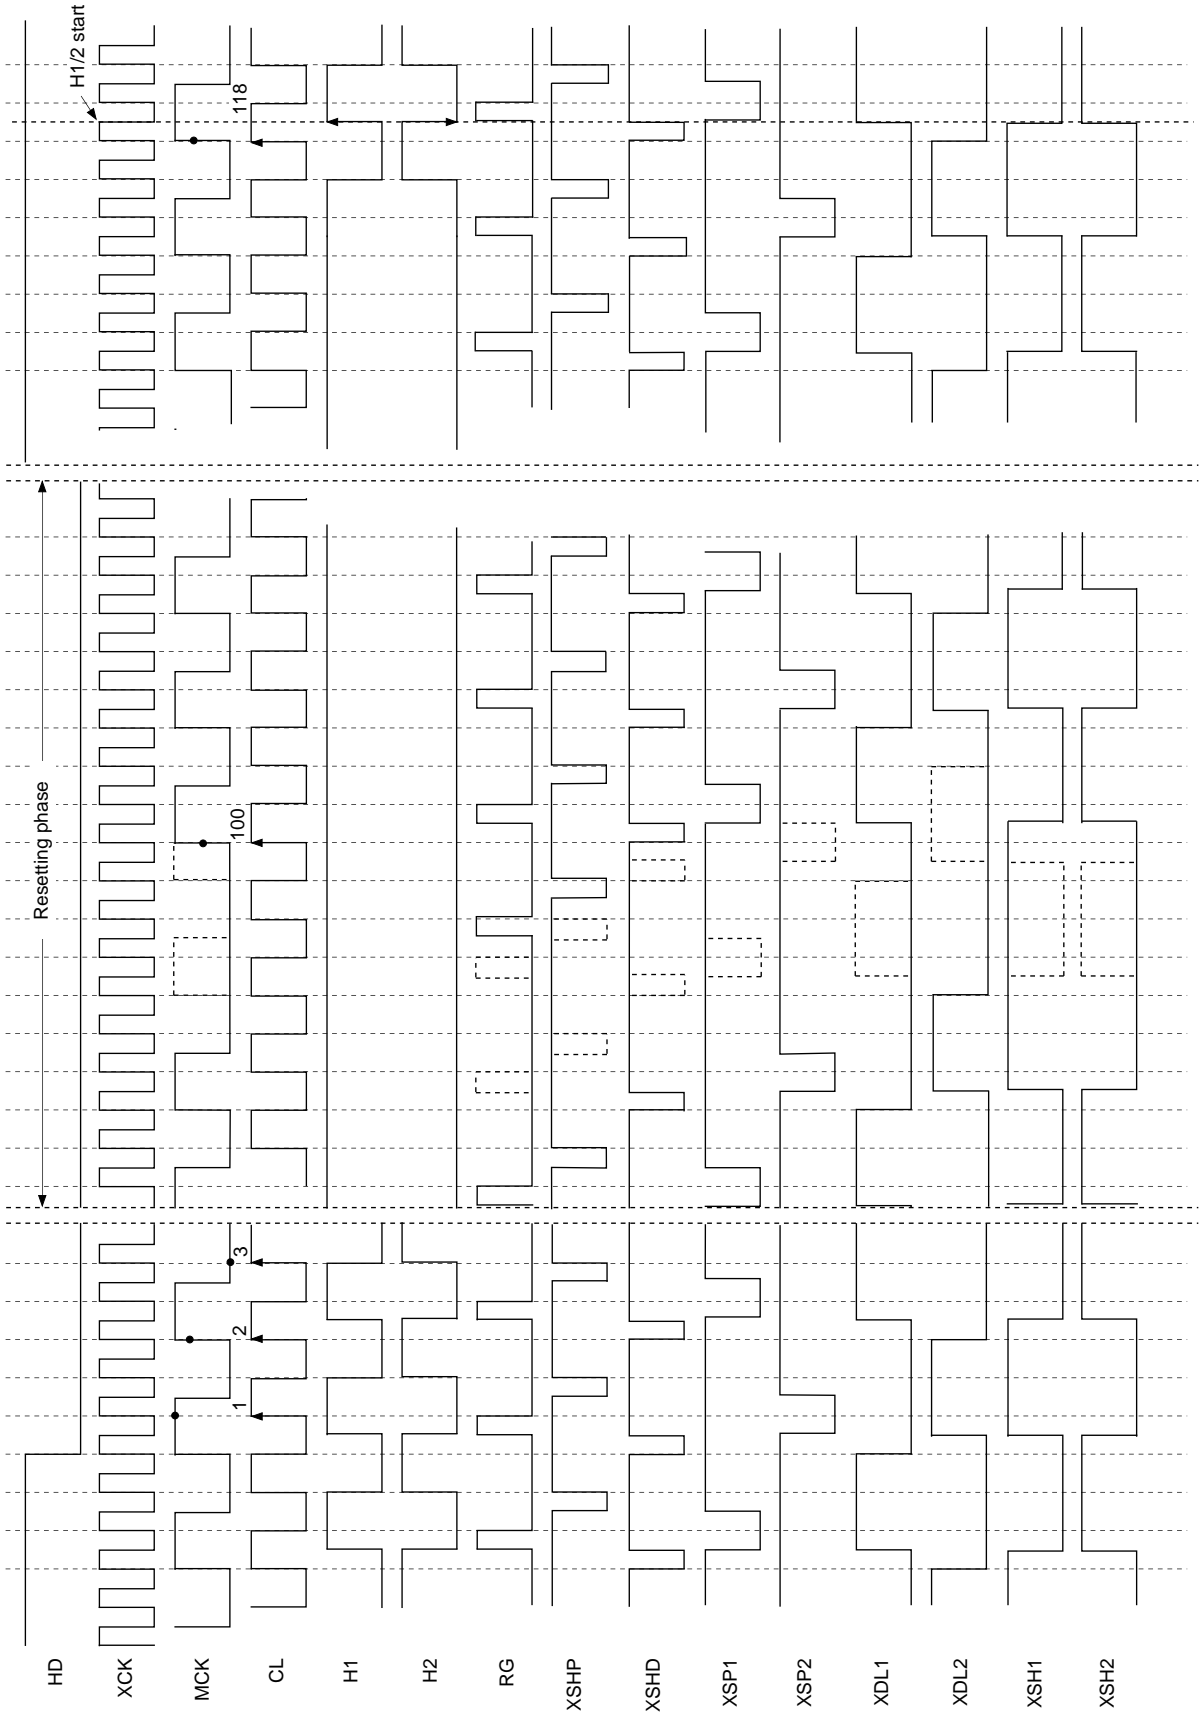 HD
XCK
MCK
CL
H1
H2
RG
XSHP
XSHD
XSP1
XSP2
XDL1
XDL2
XSH1
XSH2
1
2
3
Resetting phase
100
118
H1/2 start